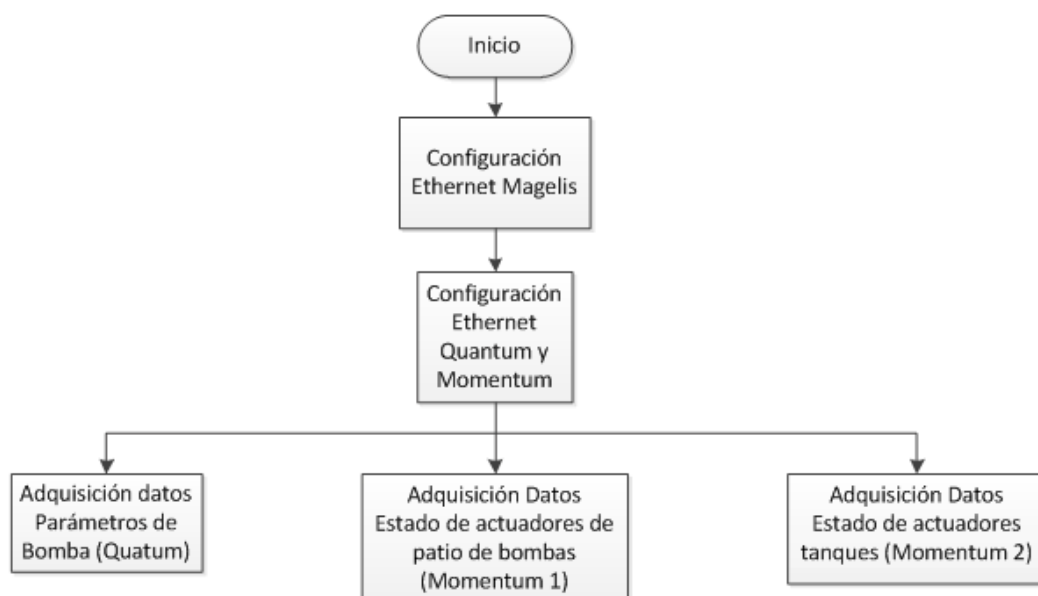 Inicio
Configuración
Ethernet Magelis
Configuración
Ethernet
Quantum y
Momentum
Adquisición datos
Parámetros de
Bomba (Quatum)
Adquisición Datos
Estado de actuadores de
patio de bombas
(Momentum 1)
Adquisición Datos
Estado de actuadores
tanques (Momentum 2)